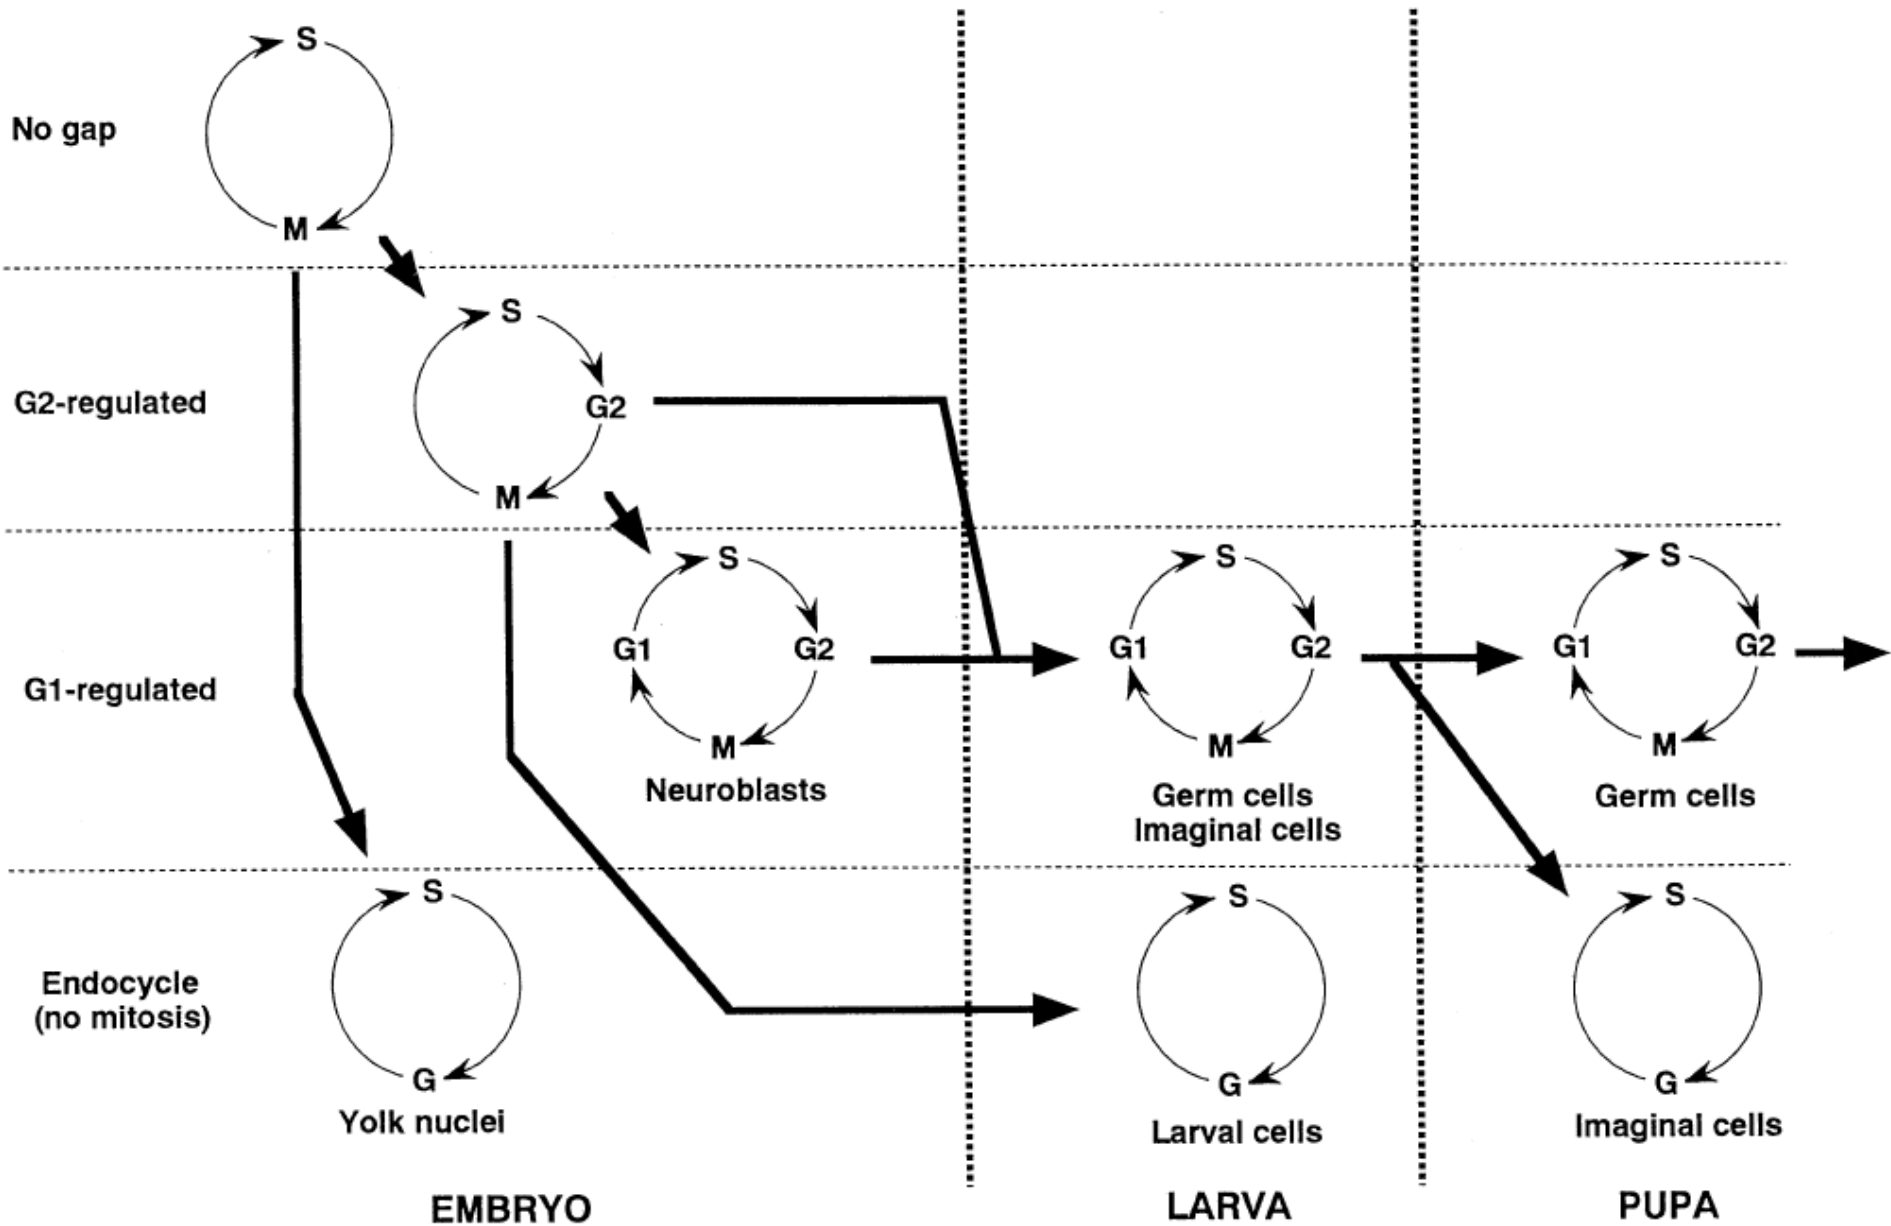 S
No gap
M
S
G2-regulated
G2
M
S
G1
G2
M
Neuroblasts
G1-regulated
S
G1
G2
M
Germ cells
Imaginal cells
S
G1
G2
M
Germ cells
Endocycle
(no mitosis)
S
G
Yolk nuclei
S
G
Larval cells
S
G
Imaginal cells
EMBRYO
LARVA
PUPA